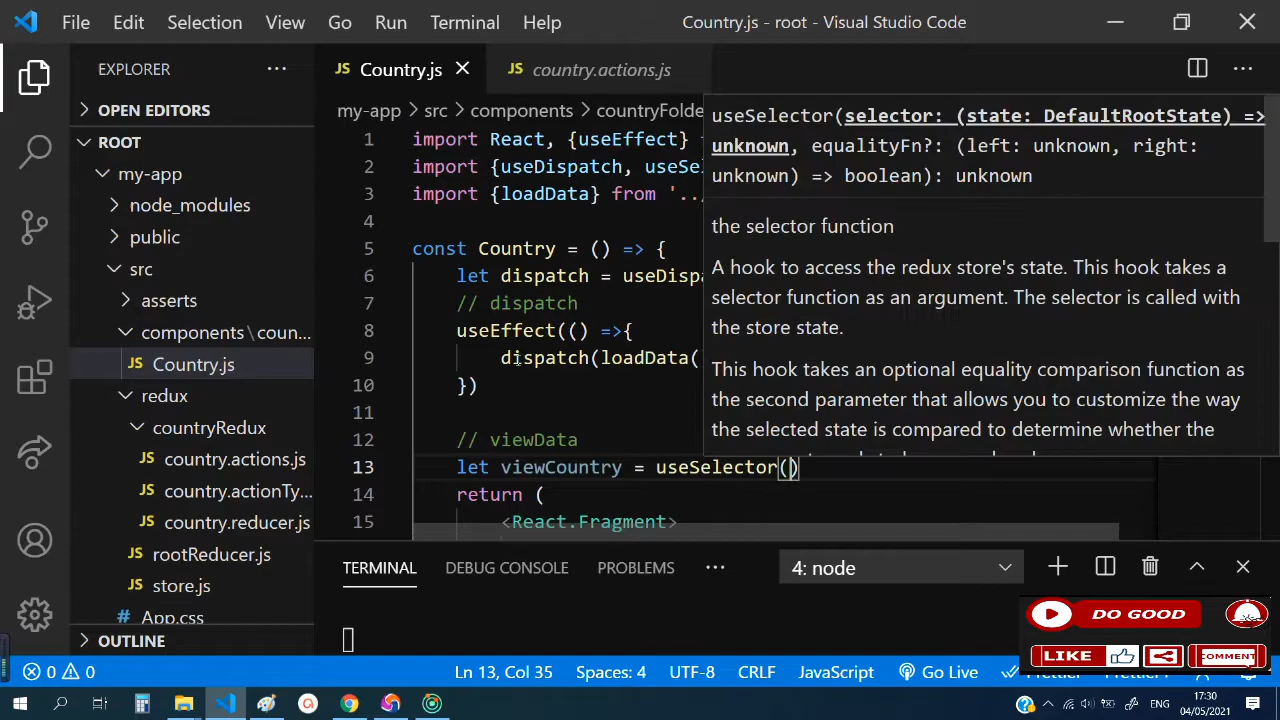 File Edit Selection View Go Run Terminal Help
Country.js - root - Visual Studio Code
EXPLORER
OPEN EDITORS
ROOT
my-app
node_modules
public
src
asserts
components\coun...
JS Country.js
redux
countryRedux
JS country.actions.js
JS country.actionTy...
JS country.reducer.js
JS rootReducer.js
JS store.js
# App.css
OUTLINE
JS Country.js
JS country.actions.js
my-app > src > components > countryFolde
1 import React, {useEffect}
2 import {useDispatch, useSe
3 import {loadData} from '..
4
5 const Country = () => {
6 let dispatch = useDispa
7 // dispatch
8 useEffect(() =>{
9 dispatch(loadData(
10 })
11
12 // viewData
13 let viewCountry = useSelector()
14 return (
15 <React.Fragment>
useSelector(selector: (state: DefaultRootState) =>
unknown, equalityFn?: (left: unknown, right:
unknown) => boolean): unknown
the selector function
A hook to access the redux store's state. This hook takes a
selector function as an argument. The selector is called with
the store state.
This hook takes an optional equality comparison function as
the second parameter that allows you to customize the way
the selected state is compared to determine whether the
TERMINAL DEBUG CONSOLE PROBLEMS
4: node
DO GOOD
LIKE
COMMENT
0 0
Ln 13, Col 35 Spaces: 4 UTF-8 CRLF JavaScript Go Live
ENG
17:30
04/05/2021